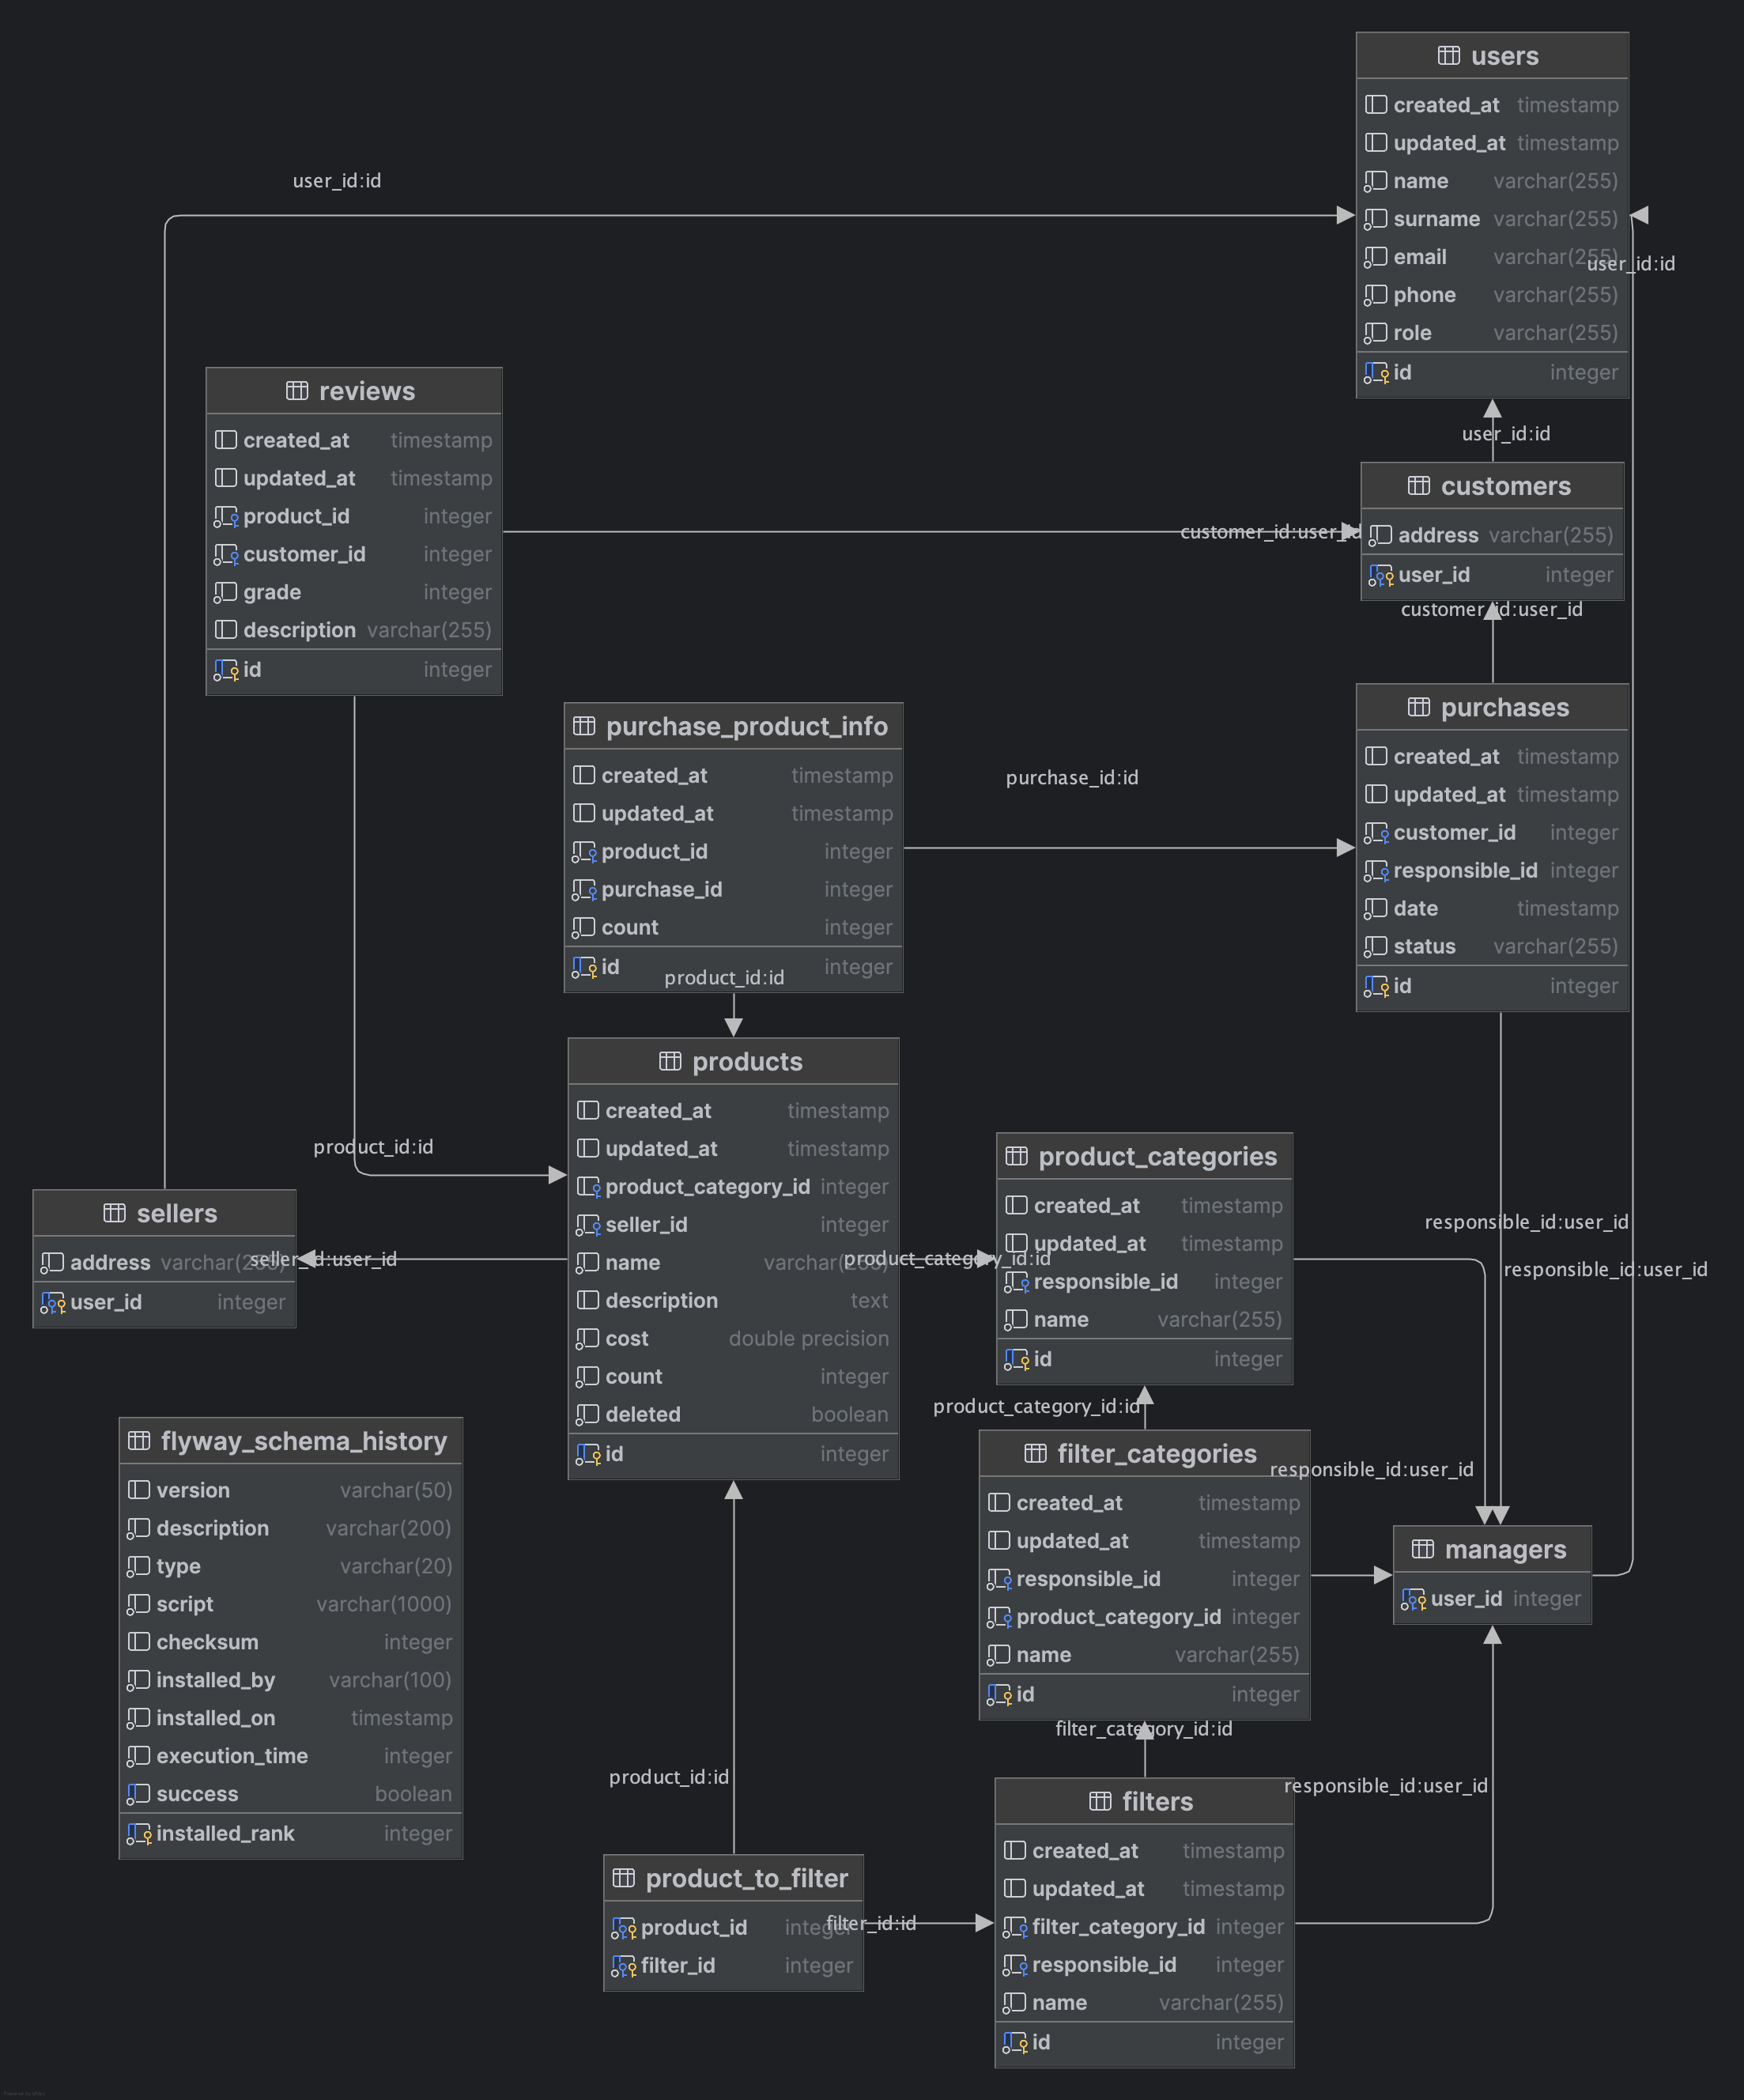 users
created_at timestamp
updated_at timestamp
name varchar(255)
surname varchar(255)
email varchar(255)
phone varchar(255)
role varchar(255)
id integer
user_id:id
user_id:id
user_id:id
reviews
created_at timestamp
updated_at timestamp
product_id integer
customer_id integer
grade integer
description varchar(255)
id integer
customers
address varchar(255)
user_id integer
customer_id:user_id
customer_id:user_id
purchase_product_info
created_at timestamp
updated_at timestamp
product_id integer
purchase_id integer
count integer
id integer
product_id:id
purchase_id:id
purchases
created_at timestamp
updated_at timestamp
customer_id integer
responsible_id integer
date timestamp
status varchar(255)
id integer
products
created_at timestamp
updated_at timestamp
product_category_id integer
seller_id integer
name varchar(255)
description text
cost double precision
count integer
deleted boolean
id integer
product_id:id
sellers
address varchar(255)
user_id integer
seller_id:user_id
product_category_id:id
product_categories
created_at timestamp
updated_at timestamp
responsible_id integer
name varchar(255)
id integer
responsible_id:user_id
responsible_id:user_id
product_category_id:id
flyway_schema_history
version varchar(50)
description varchar(200)
type varchar(20)
script varchar(1000)
checksum integer
installed_by varchar(100)
installed_on timestamp
execution_time integer
success boolean
installed_rank integer
filter_categories
created_at timestamp
updated_at timestamp
responsible_id integer
product_category_id integer
name varchar(255)
id integer
responsible_id:user_id
managers
user_id integer
filter_category_id:id
product_id:id
responsible_id:user_id
product_to_filter
product_id integer
filter_id integer
filter_id:id
filters
created_at timestamp
updated_at timestamp
filter_category_id integer
responsible_id integer
name varchar(255)
id integer